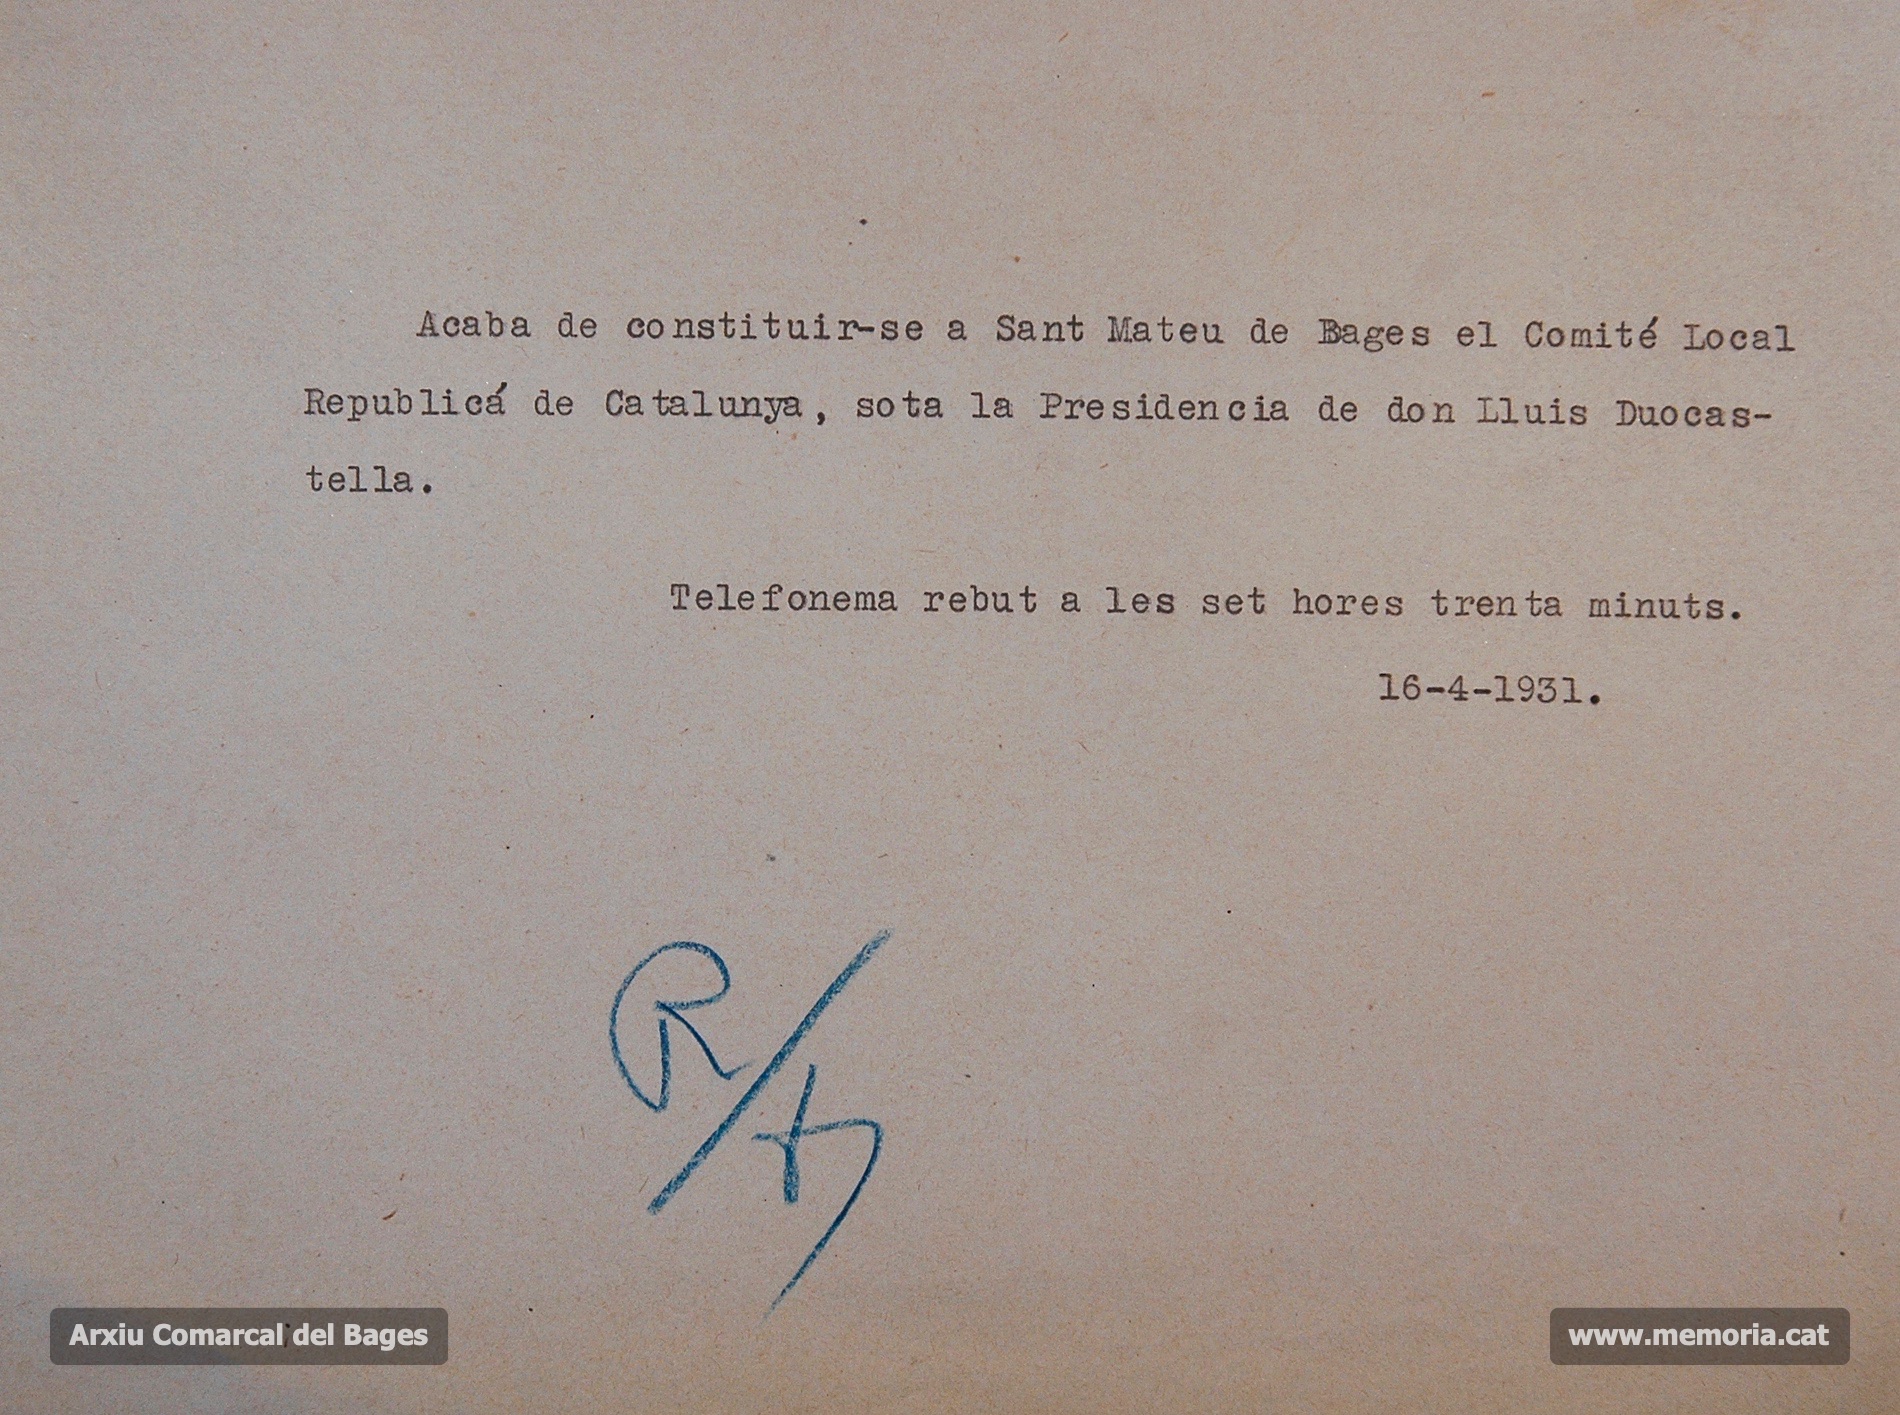 Acaba de constituir-se a Sant Mateu de Bages el Comité Local
Republicá de Catalunya, sota la Presidencia de don Lluis Duocas-
tella.
Telefonema rebut a les set hores trenta minuts.
16-4-1931.
Arxiu Comarcal del Bages
www.memoria.cat